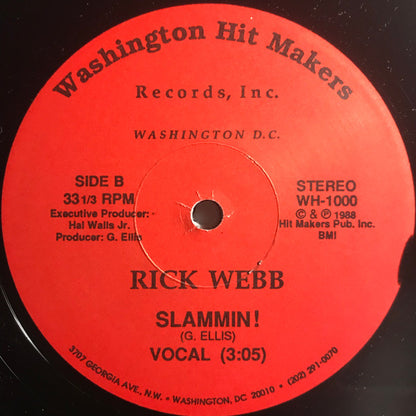 Washington Hit Makers
Records, Inc.
WASHINGTON D.C.
SIDE B
33 1/3 RPM
Executive Producer:-
Hal Walls Jr.
Producer: G. Ellis
STEREO
WH-1000
© & ℗ 1988
Hit Makers Pub. Inc.
BMI
RICK WEBB
SLAMMIN!
(G. ELLIS)
VOCAL (3:05)
3707 GEORGIA AVE., N.W. • WASHINGTON, DC 20010 • (202) 291-0070